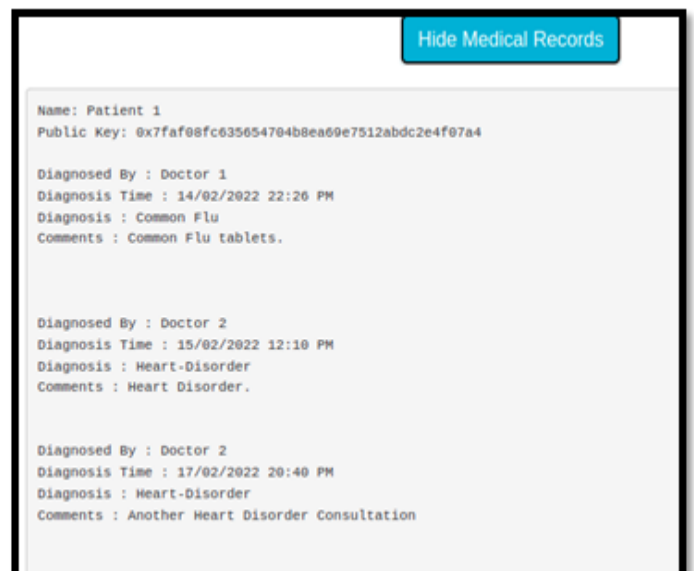 Hide Medical Records
Name: Patient 1
Public Key: 0x7faf08fc635654704b8ea69e7512abdc2e4f07a4
Diagnosed By : Doctor 1
Diagnosis Time : 14/02/2022 22:26 PM
Diagnosis : Common Flu
Comments : Common Flu tablets.
Diagnosed By : Doctor 2
Diagnosis Time : 15/02/2022 12:10 PM
Diagnosis : Heart-Disorder
Comments : Heart Disorder.
Diagnosed By : Doctor 2
Diagnosis Time : 17/02/2022 20:40 PM
Diagnosis : Heart-Disorder
Comments : Another Heart Disorder Consultation